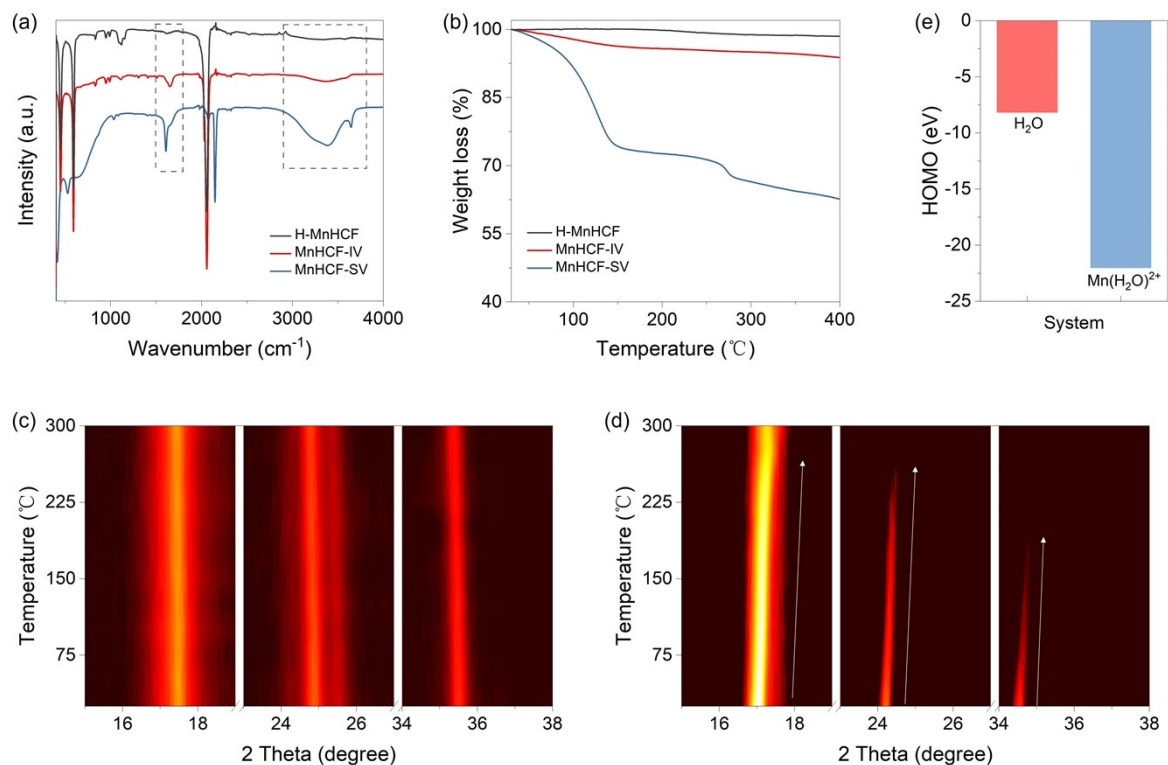 (a)
Intensity (a.u.)
H-MnHCF
MnHCF-IV
MnHCF-SV
1000 2000 3000 4000
Wavenumber (cm⁻¹)
(b)
Weight loss (%)
100
85
70
55
40
H-MnHCF
MnHCF-IV
MnHCF-SV
100 200 300 400
Temperature (℃)
(e)
HOMO (eV)
0
-5
-10
-15
-20
-25
H₂O
Mn(H₂O)²⁺
System
(c)
Temperature (℃)
300
225
150
75
16 18 24 26 34 36 38
2 Theta (degree)
(d)
Temperature (℃)
300
225
150
75
16 18 24 26 34 36 38
2 Theta (degree)